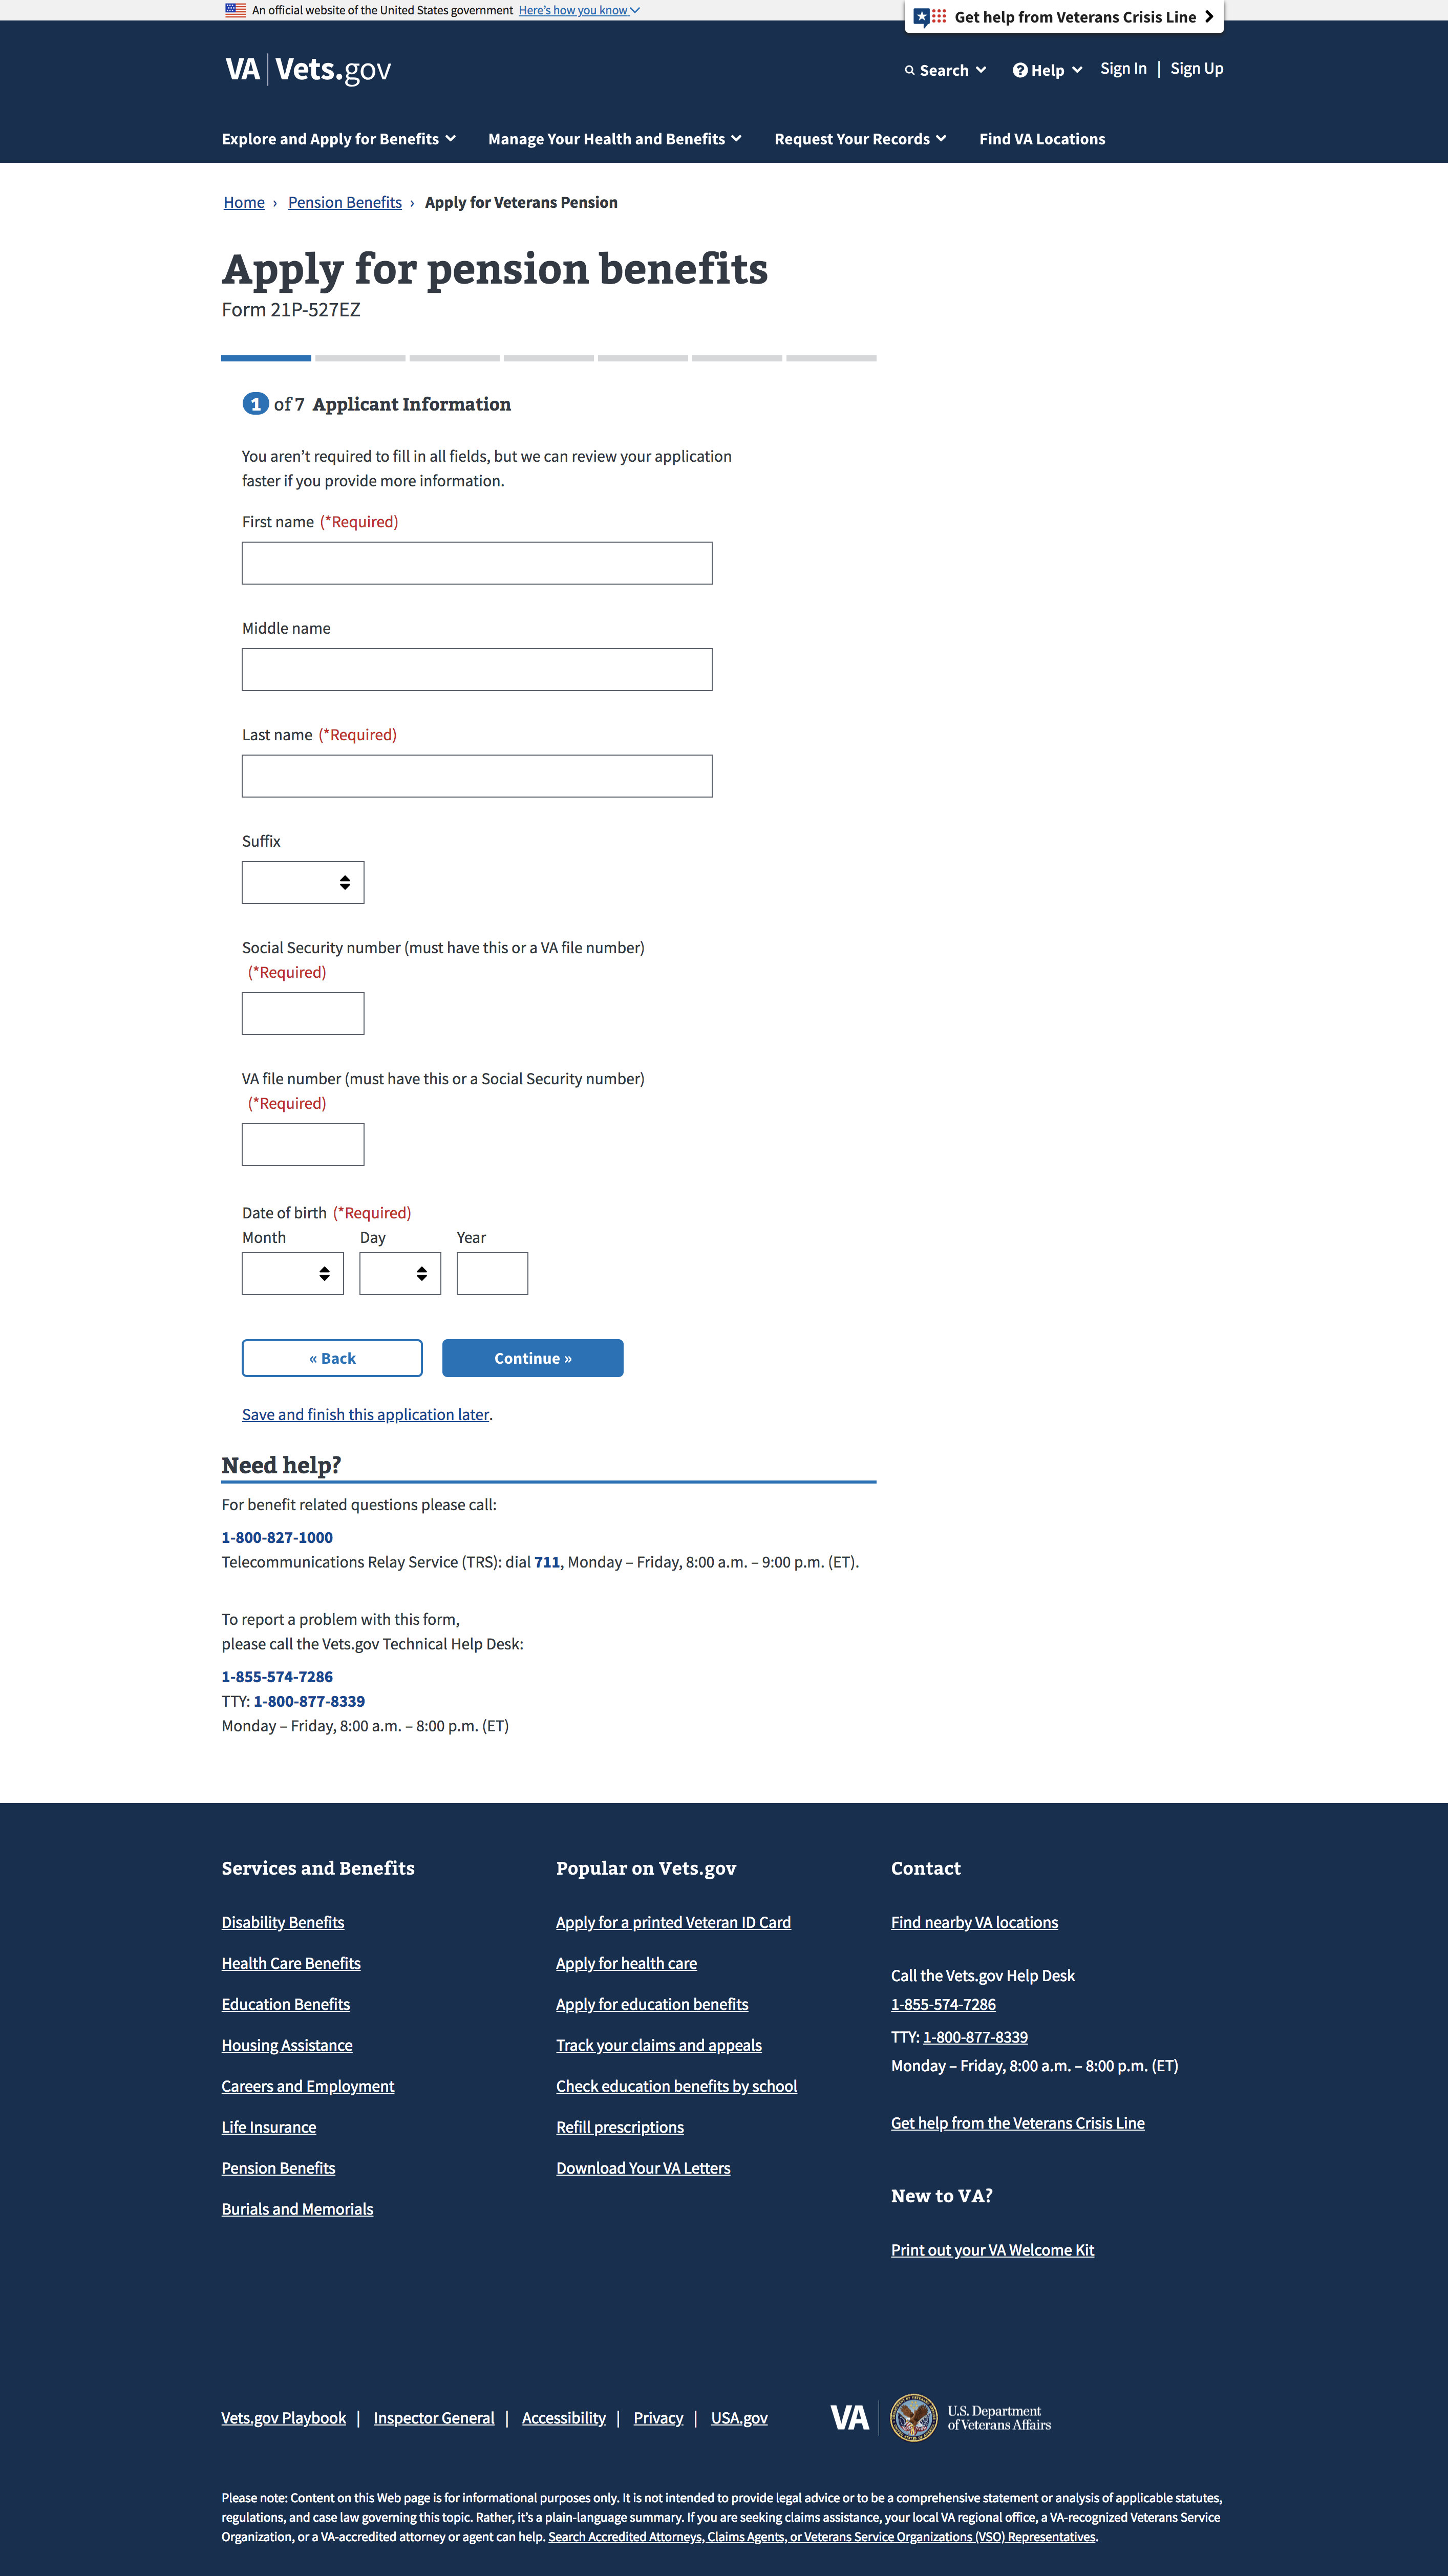 An official website of the United States government Here's how you know
Get help from Veterans Crisis Line
VA | Vets.gov
Search Help Sign In | Sign Up
Explore and Apply for Benefits Manage Your Health and Benefits Request Your Records Find VA Locations
Home › Pension Benefits › Apply for Veterans Pension
Apply for pension benefits
Form 21P-527EZ
1 of 7 Applicant Information
You aren't required to fill in all fields, but we can review your application
faster if you provide more information.
First name (*Required)
Middle name
Last name (*Required)
Suffix
Social Security number (must have this or a VA file number)
(*Required)
VA file number (must have this or a Social Security number)
(*Required)
Date of birth (*Required)
Month Day Year
« Back Continue »
Save and finish this application later.
Need help?
For benefit related questions please call:
1-800-827-1000
Telecommunications Relay Service (TRS): dial 711, Monday – Friday, 8:00 a.m. – 9:00 p.m. (ET).
To report a problem with this form,
please call the Vets.gov Technical Help Desk:
1-855-574-7286
TTY: 1-800-877-8339
Monday – Friday, 8:00 a.m. – 8:00 p.m. (ET)
Services and Benefits
Disability Benefits
Health Care Benefits
Education Benefits
Housing Assistance
Careers and Employment
Life Insurance
Pension Benefits
Burials and Memorials
Popular on Vets.gov
Apply for a printed Veteran ID Card
Apply for health care
Apply for education benefits
Track your claims and appeals
Check education benefits by school
Refill prescriptions
Download Your VA Letters
Contact
Find nearby VA locations
Call the Vets.gov Help Desk
1-855-574-7286
TTY: 1-800-877-8339
Monday – Friday, 8:00 a.m. – 8:00 p.m. (ET)
Get help from the Veterans Crisis Line
New to VA?
Print out your VA Welcome Kit
Vets.gov Playbook | Inspector General | Accessibility | Privacy | USA.gov
VA
U.S. Department
of Veterans Affairs
Please note: Content on this Web page is for informational purposes only. It is not intended to provide legal advice or to be a comprehensive statement or analysis of applicable statutes,
regulations, and case law governing this topic. Rather, it's a plain-language summary. If you are seeking claims assistance, your local VA regional office, a VA-recognized Veterans Service
Organization, or a VA-accredited attorney or agent can help. Search Accredited Attorneys, Claims Agents, or Veterans Service Organizations (VSO) Representatives.